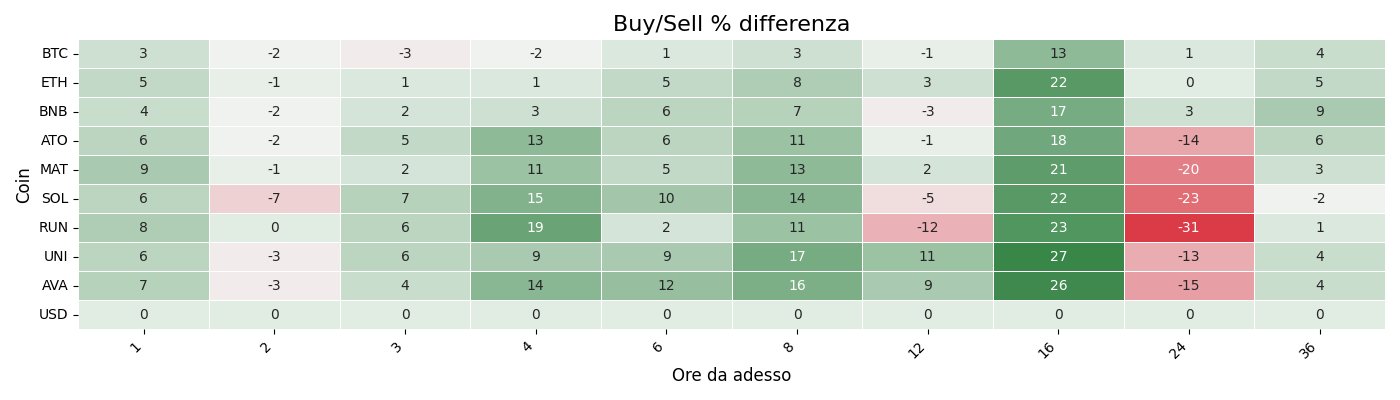 Buy/Sell % differenza
Coin
BTC 3 -2 -3 -2 1 3 -1 13 1 4
ETH 5 -1 1 1 5 8 3 22 0 5
BNB 4 -2 2 3 6 7 -3 17 3 9
ATO 6 -2 5 13 6 11 -1 18 -14 6
MAT 9 -1 2 11 5 13 2 21 -20 3
SOL 6 -7 7 15 10 14 -5 22 -23 -2
RUN 8 0 6 19 2 11 -12 23 -31 1
UNI 6 -3 6 9 9 17 11 27 -13 4
AVA 7 -3 4 14 12 16 9 26 -15 4
USD 0 0 0 0 0 0 0 0 0 0
1 2 3 4 6 8 12 16 24 36
Ore da adesso